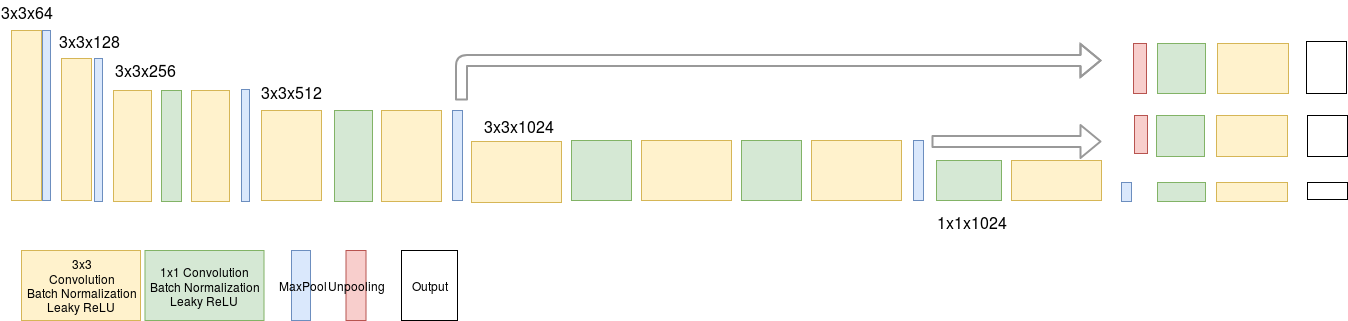 3x3x64
3x3x128
3x3x256
3x3x512
3x3x1024
1x1x1024
3x3
Convolution
Batch Normalization
Leaky ReLU
1x1 Convolution
Batch Normalization
Leaky ReLU
MaxPool
Unpooling
Output